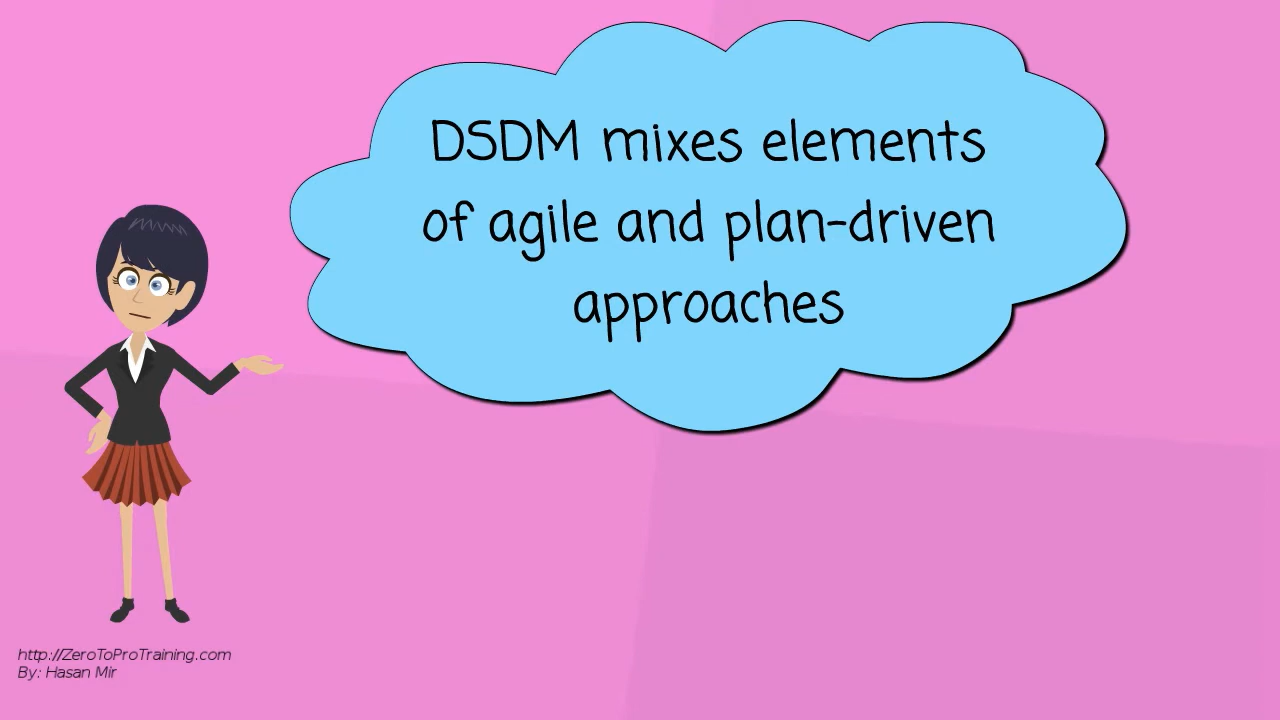 DSDM mixes elements
of agile and plan-driven
approaches
http://ZeroToProTraining.com
By: Hasan Mir